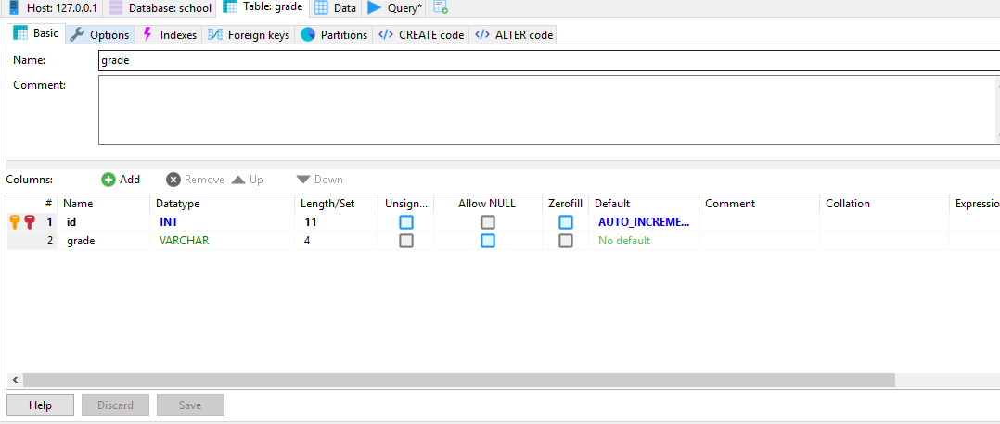 Host: 127.0.0.1 Database: school Table: grade Data Query*
Basic Options Indexes Foreign keys Partitions CREATE code ALTER code
Name: grade
Comment:
Columns: Add Remove Up Down
# Name Datatype Length/Set Unsign... Allow NULL Zerofill Default Comment Collation Expressio
1 id INT 11 AUTO_INCREME...
2 grade VARCHAR 4 No default
Help Discard Save